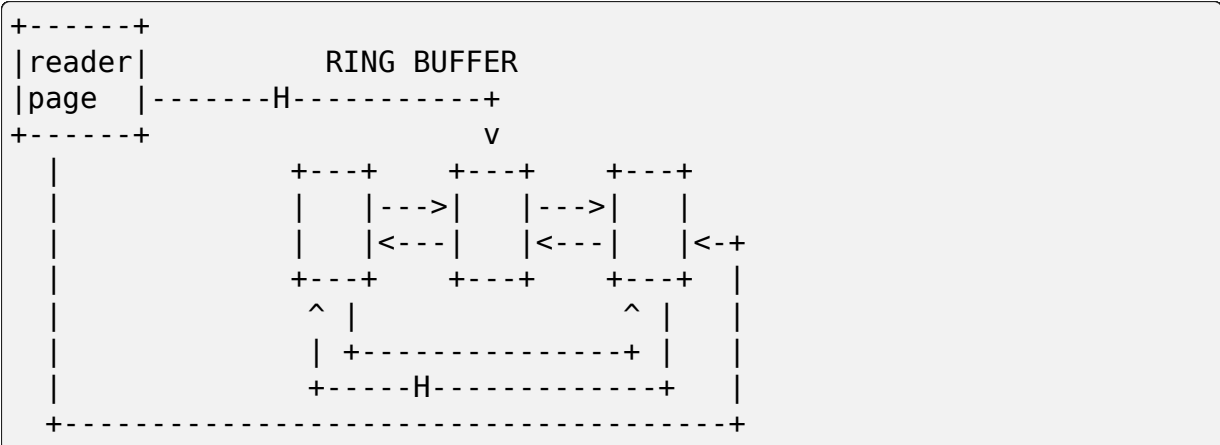 +------+
|reader|          RING BUFFER
|page  |-------H-----------+
+------+                   v
  |             +---+    +---+    +---+
  |             |   |--->|   |--->|   |
  |             |   |<---|   |<---|   |<-+
  |             +---+    +---+    +---+  |
  |              ^ |               ^ |   |
  |              | +---------------+ |   |
  |              +-----H-------------+   |
  +--------------------------------------+